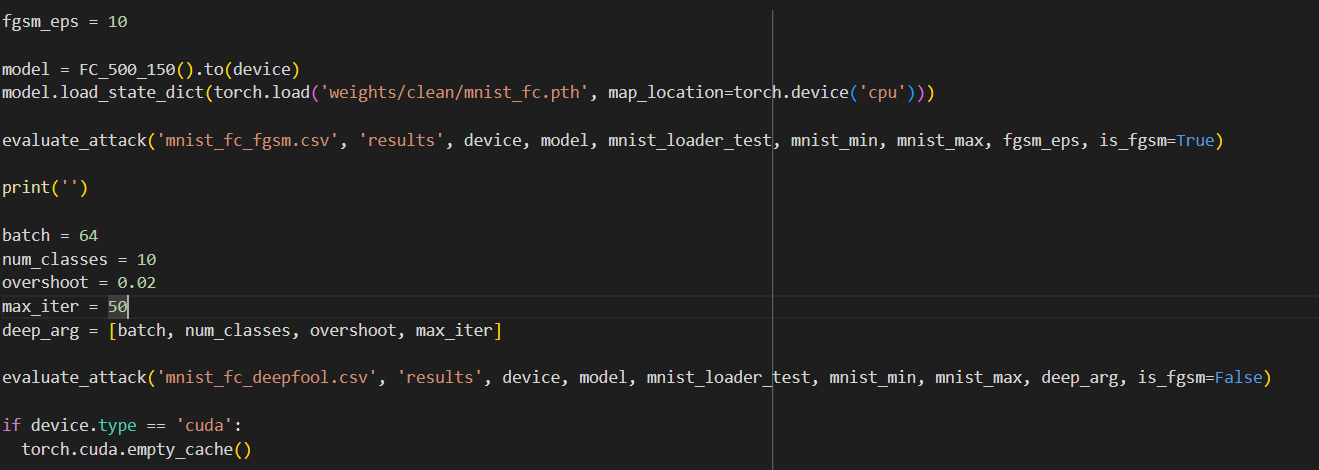 fgsm_eps = 10
model = FC_500_150().to(device)
model.load_state_dict(torch.load('weights/clean/mnist_fc.pth', map_location=torch.device('cpu')))
evaluate_attack('mnist_fc_fgsm.csv', 'results', device, model, mnist_loader_test, mnist_min, mnist_max, fgsm_eps, is_fgsm=True)
print('')
batch = 64
num_classes = 10
overshoot = 0.02
max_iter = 50
deep_arg = [batch, num_classes, overshoot, max_iter]
evaluate_attack('mnist_fc_deepfool.csv', 'results', device, model, mnist_loader_test, mnist_min, mnist_max, deep_arg, is_fgsm=False)
if device.type == 'cuda':
  torch.cuda.empty_cache()